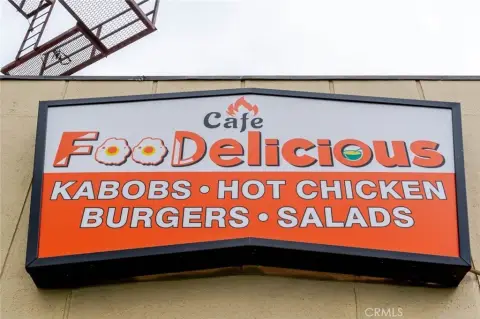 Cafe
FooDelicious
KABOBS • HOT CHICKEN
BURGERS • SALADS
CRMLS